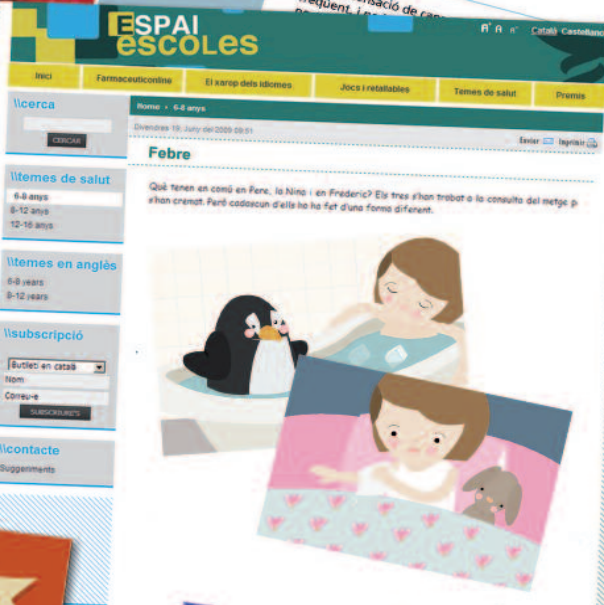 ensació de
freqüent, i
ESPAI
escoles
A+ A A- Català Castellano
Inici Farmaceuticonline El xarop dels idiomes Jocs i retallables Temes de salut Premis
\\cerca
CERCAR
Home › 6-8 anys
Divendres 19, Juny del 2009 09:51
Enviar Imprimir
Febre
Què tenen en comú en Pere, la Nina i en Frederic? Els tres s'han trobat a la consulta del metge p
s'han cremat. Però cadascun d'ells ho ha fet d'una forma diferent.
\\temes de salut
6-8 anys
8-12 anys
12-16 anys
\\temes en anglès
6-8 years
8-12 years
\\subscripció
Butlletí en català
Nom
Correu-e
SUBSCRIURE'S
\\contacte
Suggeriments